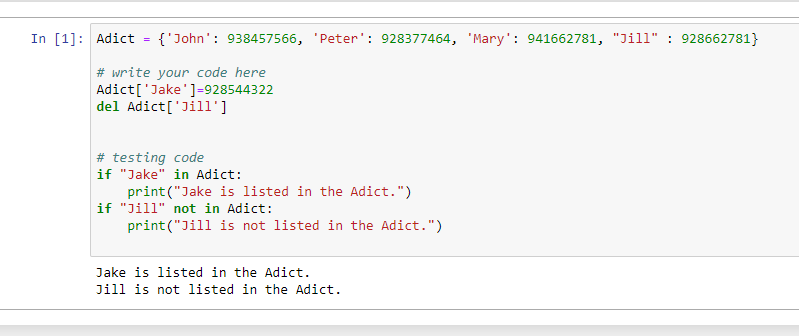 In [1]: Adict = {'John': 938457566, 'Peter': 928377464, 'Mary': 941662781, "Jill" : 928662781}
# write your code here
Adict['Jake']=928544322
del Adict['Jill']
# testing code
if "Jake" in Adict:
print("Jake is listed in the Adict.")
if "Jill" not in Adict:
print("Jill is not listed in the Adict.")
Jake is listed in the Adict.
Jill is not listed in the Adict.